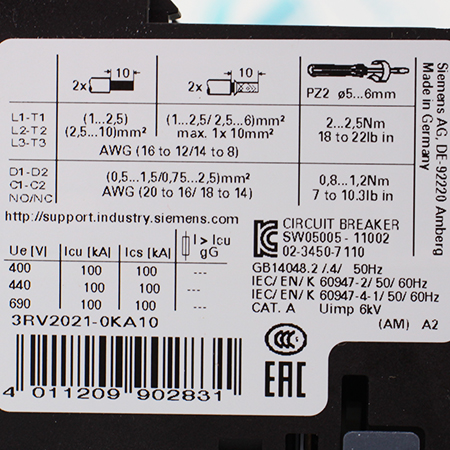 10
2x
10
2x
PZ2 ø5...6mm
L1-T1
L2-T2
L3-T3
(1...2,5)
(2,5...10)mm²
(1...2,5/ 2,5...6)mm²
max. 1x 10mm²
AWG (16 to 12/14 to 8)
2...2,5Nm
18 to 22lb in
D1-D2
C1-C2
NO/NC
(0,5...1,5/0,75...2,5)mm²
AWG (20 to 16/ 18 to 14)
0,8...1,2Nm
7 to 10.3lb in
http://support.industry.siemens.com
Ue [V] Icu [kA] Ics [kA] I > Icu gG
400 100 100 ---
440 100 100 ---
690 100 100 ---
3RV2021-0KA10
CIRCUIT BREAKER
SW05005 - 11002
02-3450-7110
GB14048.2 /.4/ 50Hz
IEC/EN/K 60947-2/ 50/ 60Hz
IEC/EN/K 60947-4-1/ 50/ 60Hz
CAT. A Uimp 6kV
(AM) A2
CCC
EAC
4 011209 902831
Siemens AG, DE-92220 Amberg
Made in Germany